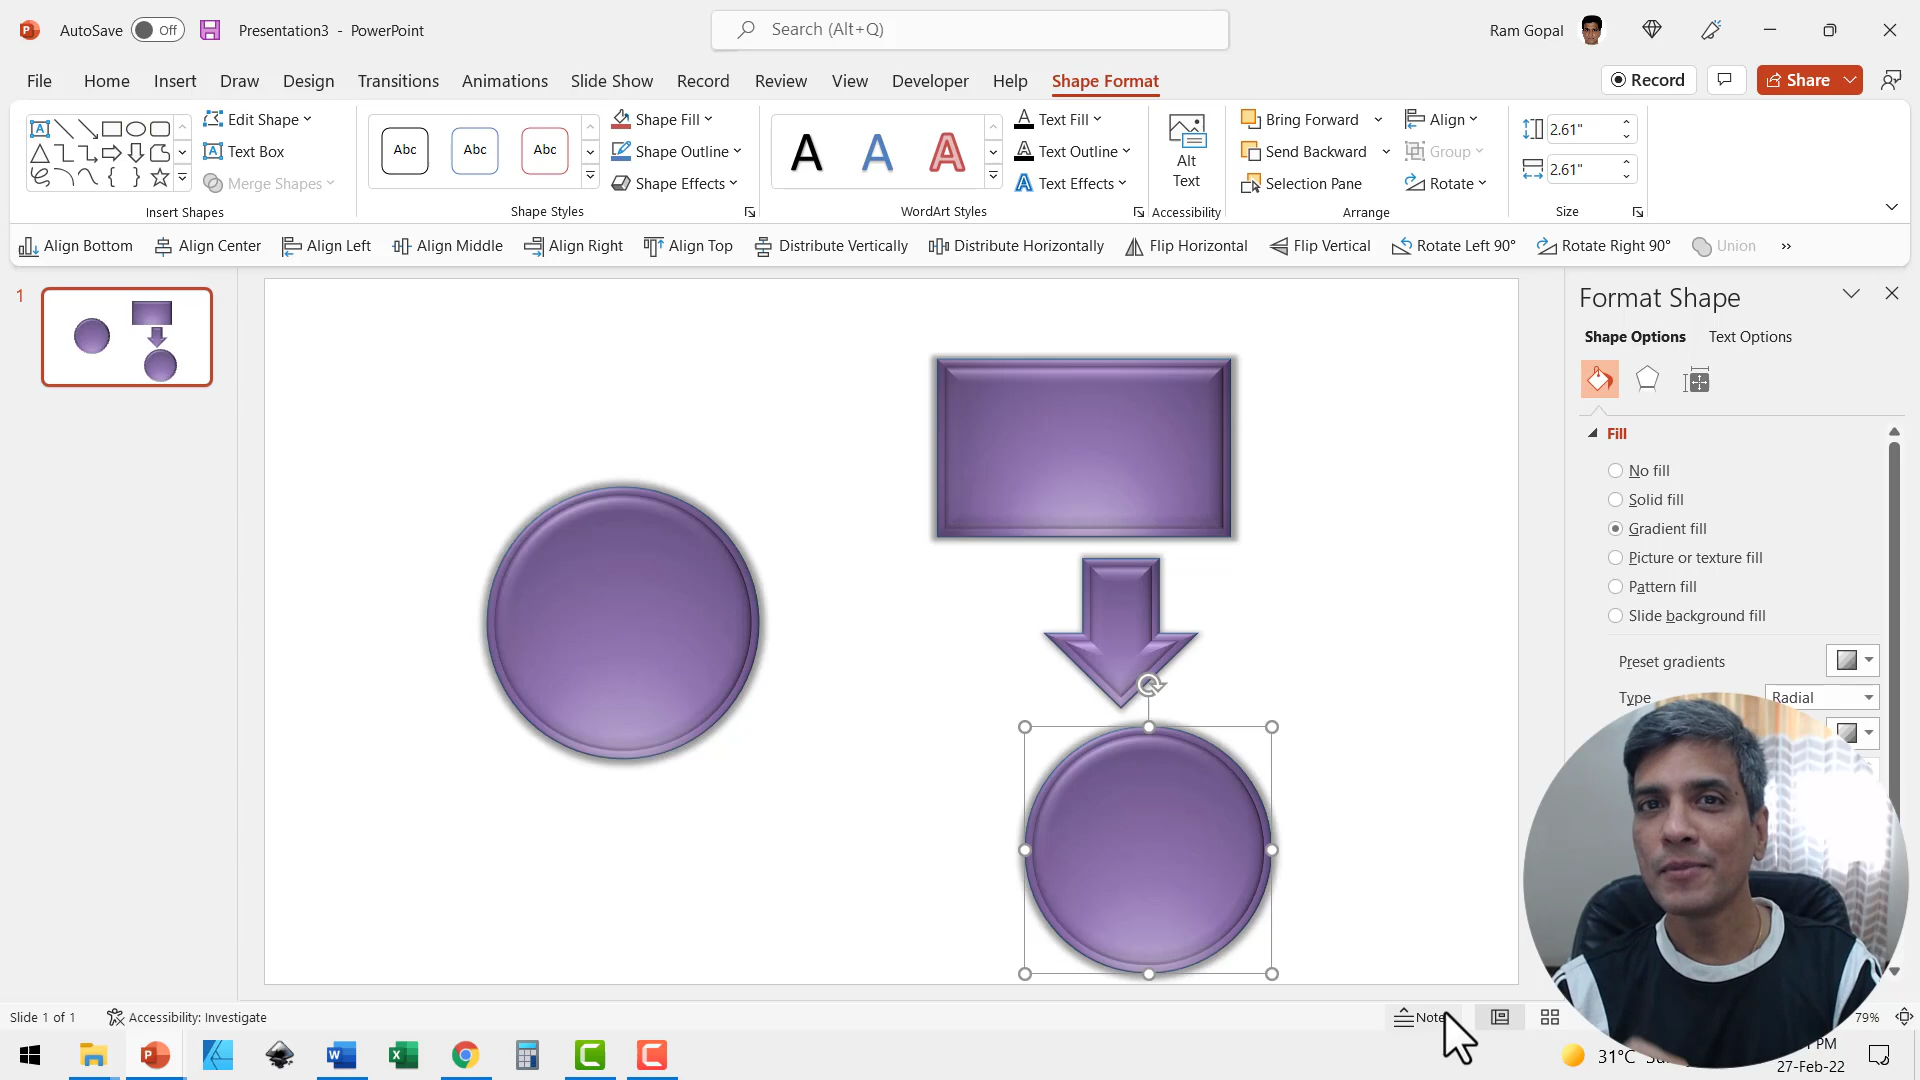 AutoSave Off Presentation3 - PowerPoint Search (Alt+Q) Ram Gopal
File Home Insert Draw Design Transitions Animations Slide Show Record Review View Developer Help Shape Format Record Share
Edit Shape
Text Box
Merge Shapes
Insert Shapes
Abc Abc Abc
Shape Fill
Shape Outline
Shape Effects
Shape Styles
A A A
Text Fill
Text Outline
Text Effects
WordArt Styles
Alt
Text
Accessibility
Bring Forward
Send Backward
Selection Pane
Align
Group
Rotate
Arrange
2.61"
2.61"
Size
Align Bottom Align Center Align Left Align Middle Align Right Align Top Distribute Vertically Distribute Horizontally Flip Horizontal Flip Vertical Rotate Left 90° Rotate Right 90° Union
1
Format Shape
Shape Options Text Options
Fill
No fill
Solid fill
Gradient fill
Picture or texture fill
Pattern fill
Slide background fill
Preset gradients
Type Radial
Slide 1 of 1 Accessibility: Investigate 79%
31°C PM
27-Feb-22